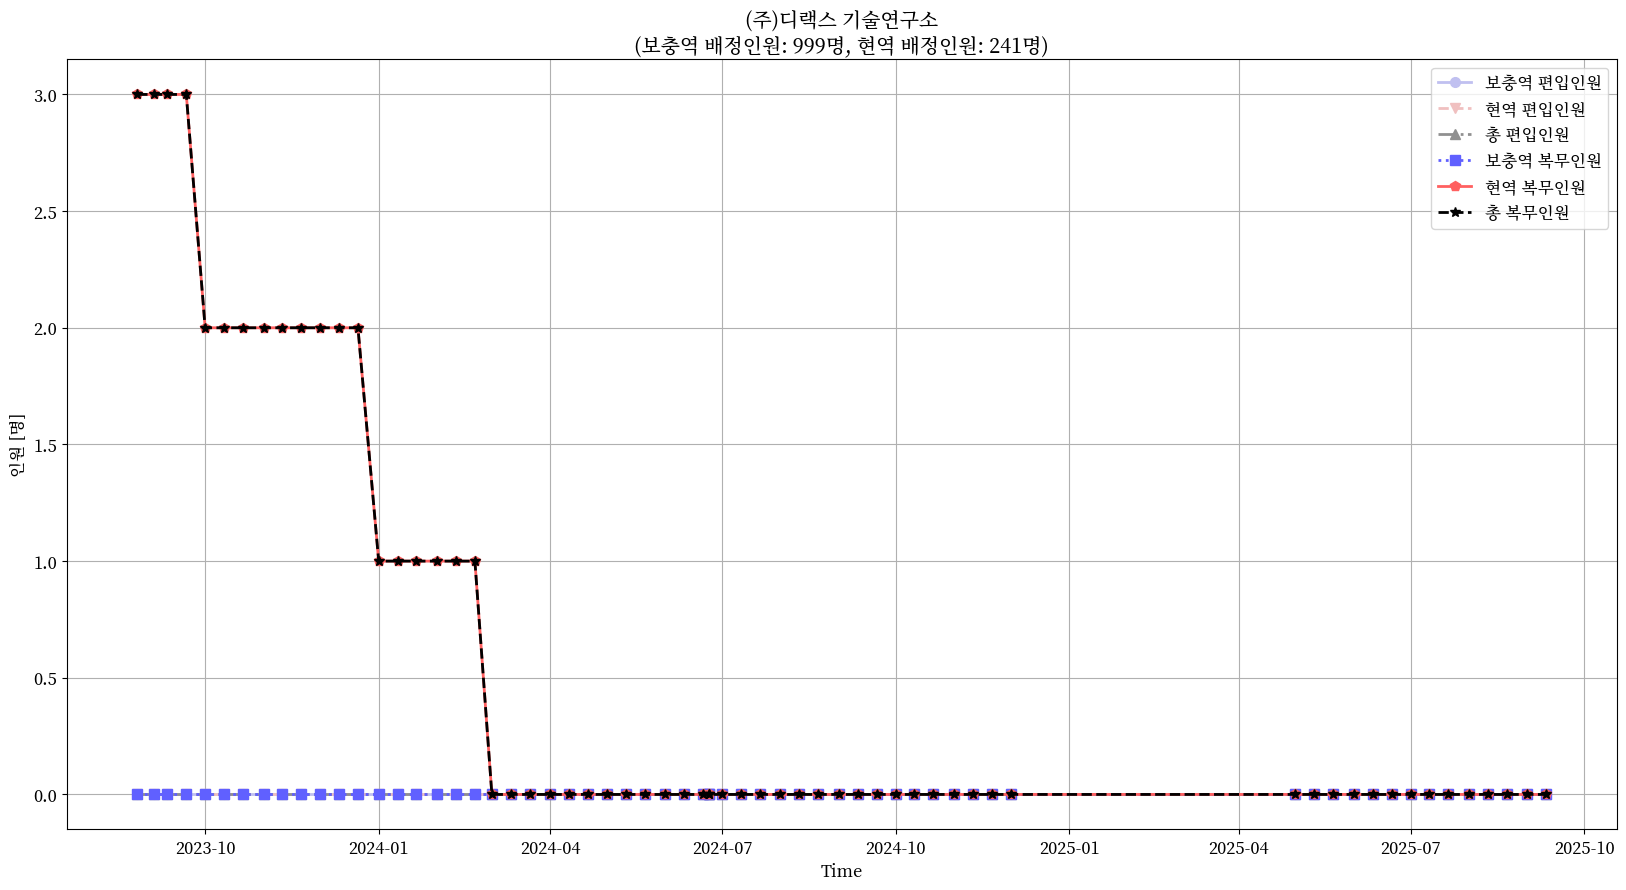 (주)디랙스 기술연구소
(보충역 배정인원: 999명, 현역 배정인원: 241명)
보충역 편입인원
현역 편입인원
총 편입인원
보충역 복무인원
현역 복무인원
총 복무인원
인원 [명]
3.0
2.5
2.0
1.5
1.0
0.5
0.0
2023-10
2024-01
2024-04
2024-07
2024-10
2025-01
2025-04
2025-07
2025-10
Time